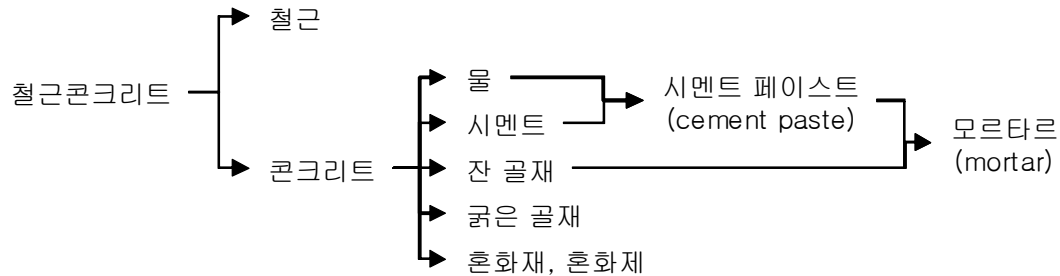 철근
철근콘크리트
콘크리트
물
시멘트
잔 골재
굵은 골재
혼화재, 혼화제
시멘트 페이스트
(cement paste)
모르타르
(mortar)